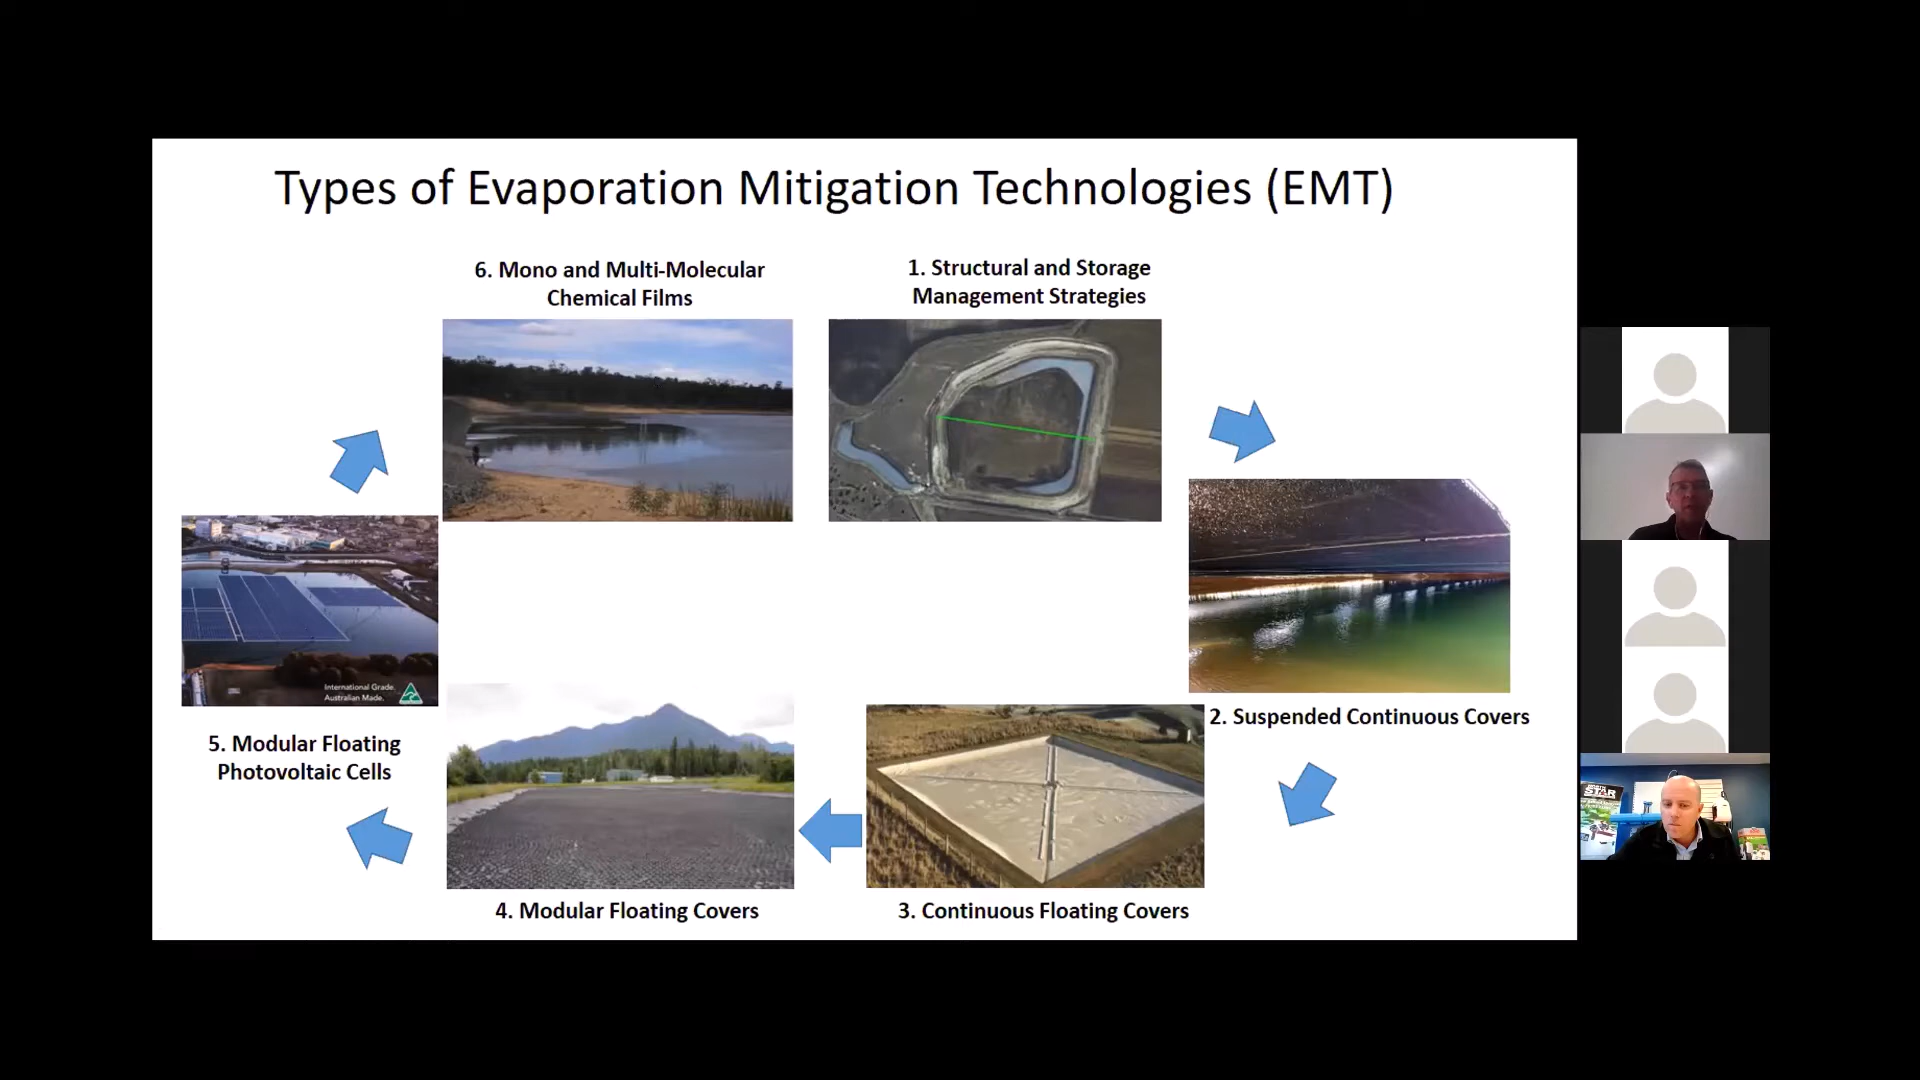 Types of Evaporation Mitigation Technologies (EMT)
6. Mono and Multi-Molecular
Chemical Films
1. Structural and Storage
Management Strategies
2. Suspended Continuous Covers
3. Continuous Floating Covers
4. Modular Floating Covers
5. Modular Floating
Photovoltaic Cells
International Grade.
Australian Made.
STAR